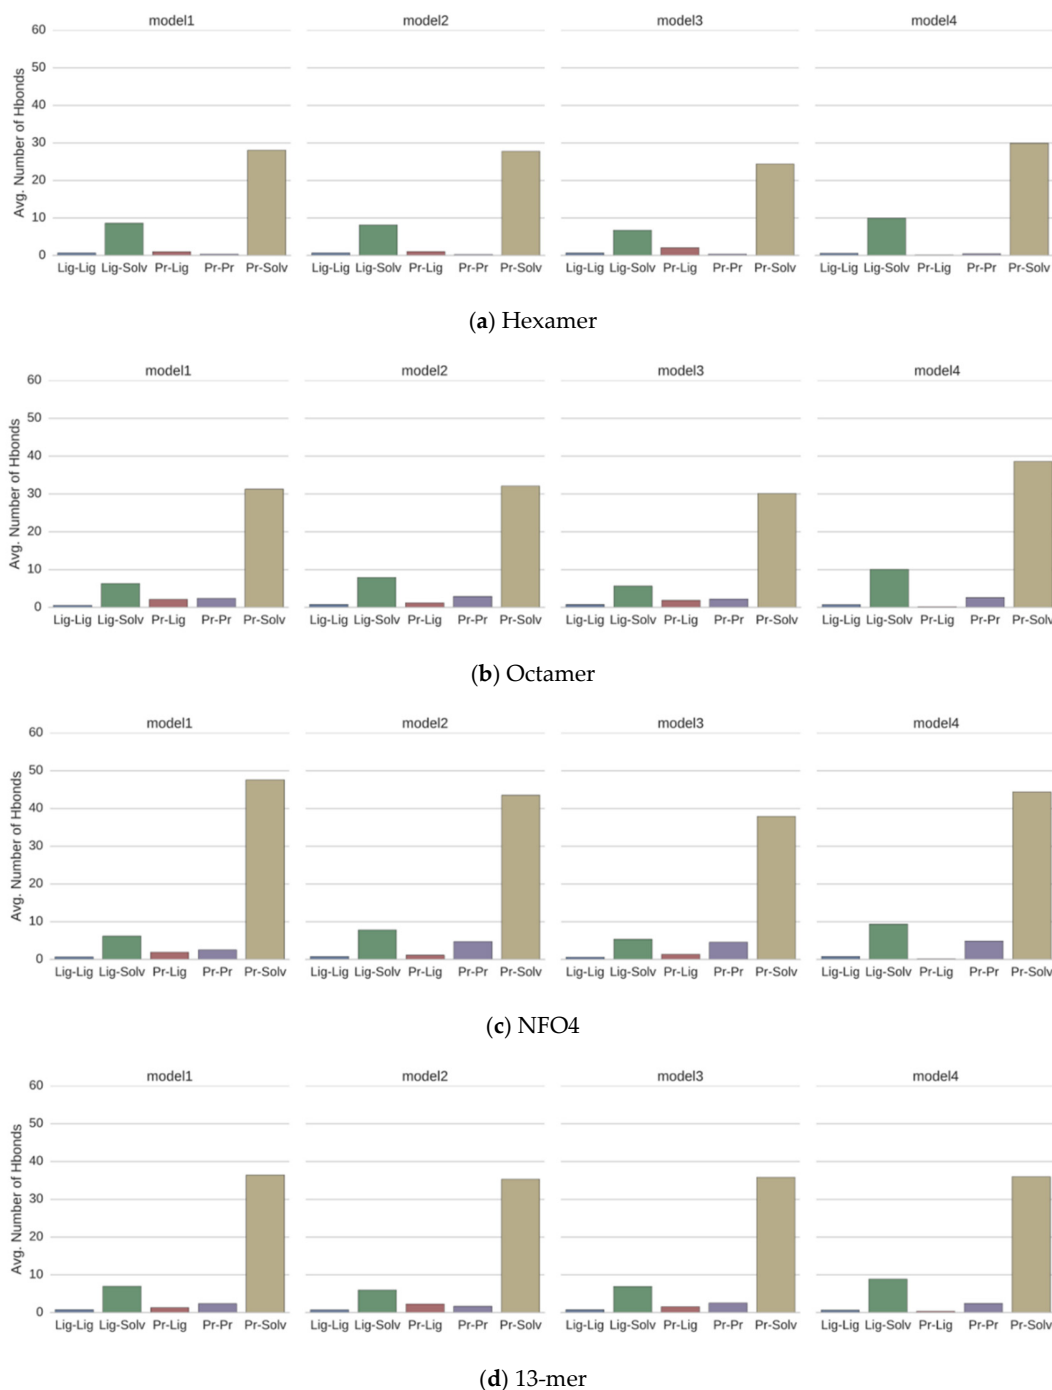 model1 model2 model3 model4
Avg. Number of Hbonds
60
50
40
30
20
10
0
Lig-Lig Lig-Solv Pr-Lig Pr-Pr Pr-Solv Lig-Lig Lig-Solv Pr-Lig Pr-Pr Pr-Solv Lig-Lig Lig-Solv Pr-Lig Pr-Pr Pr-Solv Lig-Lig Lig-Solv Pr-Lig Pr-Pr Pr-Solv
(a) Hexamer
model1 model2 model3 model4
Avg. Number of Hbonds
60
50
40
30
20
10
0
Lig-Lig Lig-Solv Pr-Lig Pr-Pr Pr-Solv Lig-Lig Lig-Solv Pr-Lig Pr-Pr Pr-Solv Lig-Lig Lig-Solv Pr-Lig Pr-Pr Pr-Solv Lig-Lig Lig-Solv Pr-Lig Pr-Pr Pr-Solv
(b) Octamer
model1 model2 model3 model4
Avg. Number of Hbonds
60
50
40
30
20
10
0
Lig-Lig Lig-Solv Pr-Lig Pr-Pr Pr-Solv Lig-Lig Lig-Solv Pr-Lig Pr-Pr Pr-Solv Lig-Lig Lig-Solv Pr-Lig Pr-Pr Pr-Solv Lig-Lig Lig-Solv Pr-Lig Pr-Pr Pr-Solv
(c) NFO4
model1 model2 model3 model4
Avg. Number of Hbonds
60
50
40
30
20
10
0
Lig-Lig Lig-Solv Pr-Lig Pr-Pr Pr-Solv Lig-Lig Lig-Solv Pr-Lig Pr-Pr Pr-Solv Lig-Lig Lig-Solv Pr-Lig Pr-Pr Pr-Solv Lig-Lig Lig-Solv Pr-Lig Pr-Pr Pr-Solv
(d) 13-mer